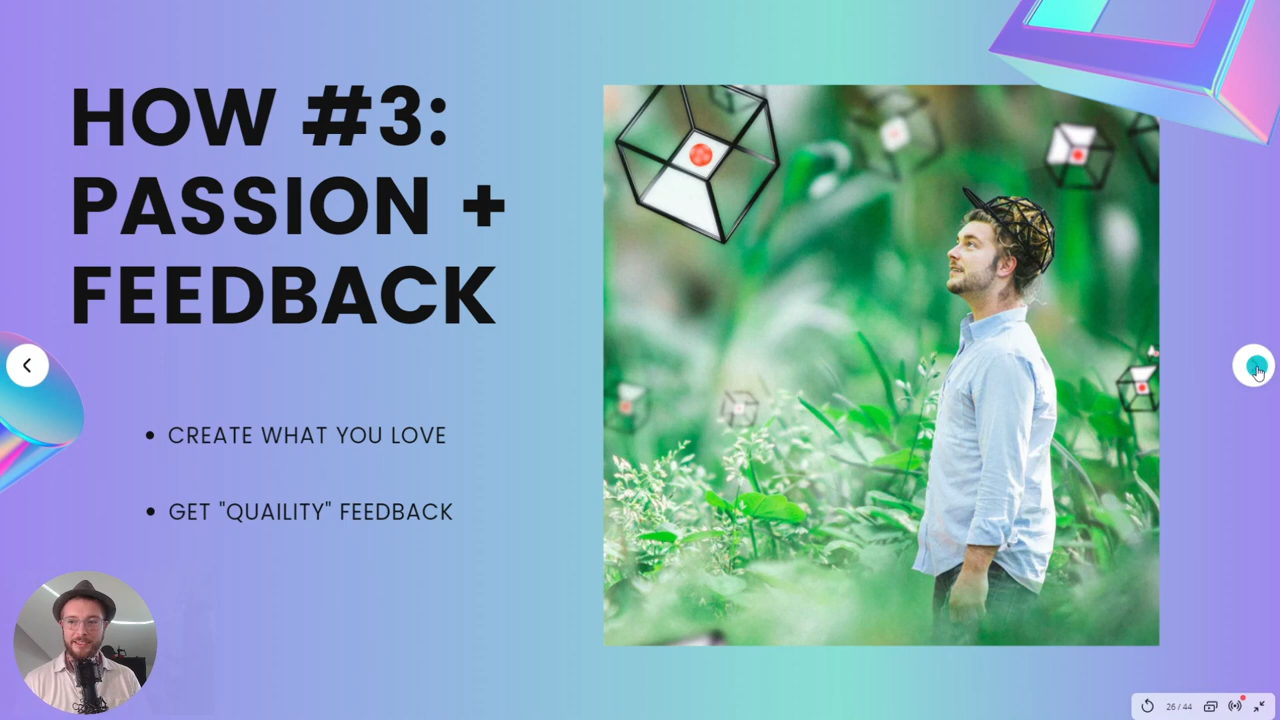 HOW #3:
PASSION +
FEEDBACK
• CREATE WHAT YOU LOVE
• GET "QUAILITY" FEEDBACK
26 / 44